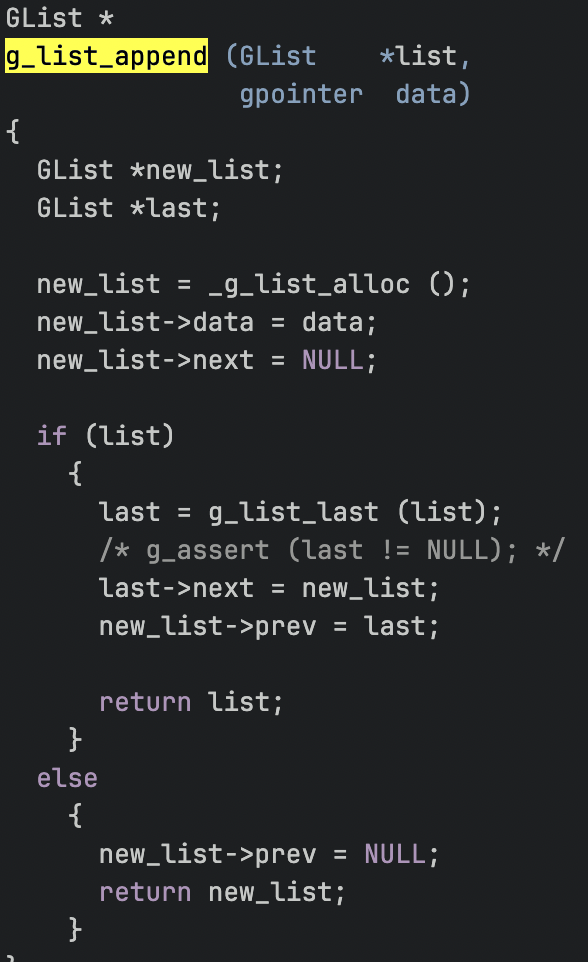 GList *
g_list_append (GList    *list,
               gpointer  data)
{
  GList *new_list;
  GList *last;

  new_list = _g_list_alloc ();
  new_list->data = data;
  new_list->next = NULL;

  if (list)
    {
      last = g_list_last (list);
      /* g_assert (last != NULL); */
      last->next = new_list;
      new_list->prev = last;

      return list;
    }
  else
    {
      new_list->prev = NULL;
      return new_list;
    }
}